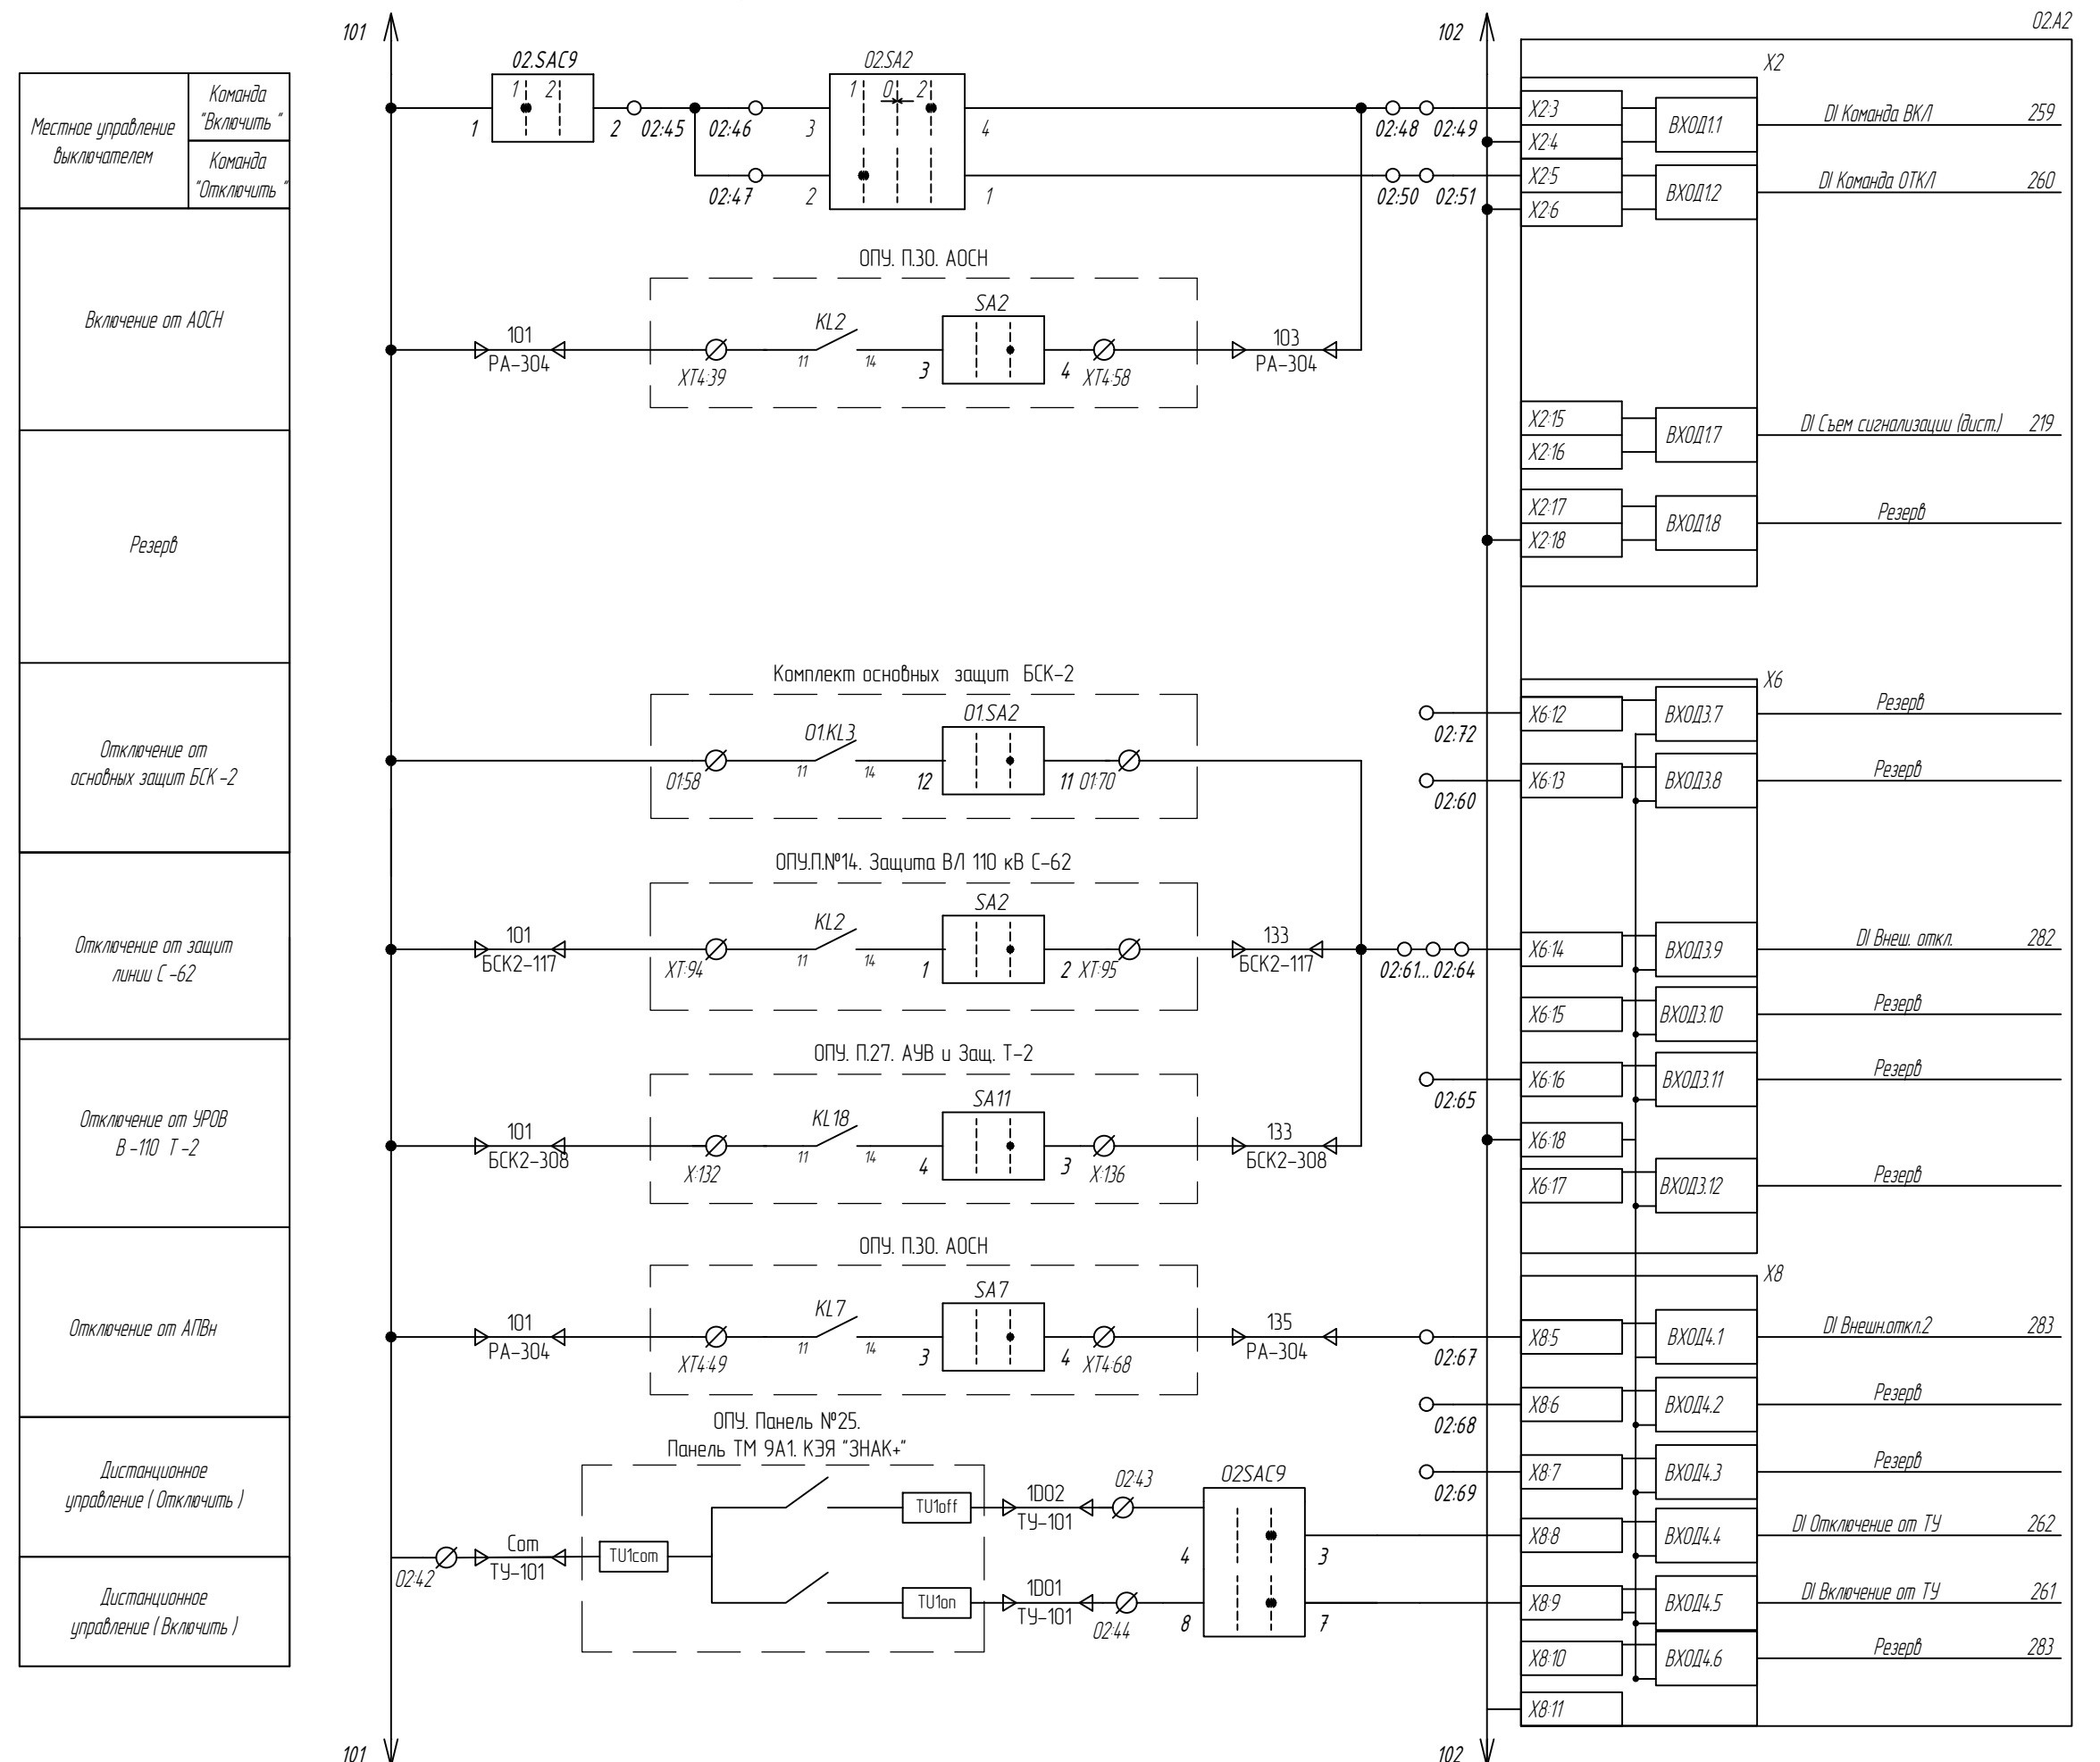 101
102
02.A2
02.SAC9
02.SA2
X2
1 2
1 0 2
Местное управление
выключателем
Команда
"Включить "
Команда
"Отключить "
1
2
02:45
02:46
3
4
02:48
02:49
02:47
2
1
02:50
02:51
X2:3
X2:4
ВХОД1.1
DI Команда ВКЛ
259
X2:5
X2:6
ВХОД1.2
DI Команда ОТКЛ
260
Включение от АОСН
ОПУ. П.30. АОСН
101
РА-304
XT4:39
KL2
11
14
SA2
3
4
XT4:58
103
РА-304
X2:15
X2:16
ВХОД1.7
DI Съем сигнализации (дист.)
219
Резерв
X2:17
X2:18
ВХОД1.8
Резерв
Отключение от
основных защит БСК -2
Комплект основных защит БСК-2
01:58
01.KL3
11
14
01.SA2
12
11
01:70
X6
02:72
X6:12
ВХОД3.7
Резерв
02:60
X6:13
ВХОД3.8
Резерв
Отключение от защит
линии С -62
ОПУ.П.№14. Защита ВЛ 110 кВ С-62
101
БСК2-117
XT:94
KL2
11
14
SA2
1
2
XT:95
133
БСК2-117
02:61... 02:64
X6:14
ВХОД3.9
DI Внеш. откл.
282
X6:15
ВХОД3.10
Резерв
Отключение от УРОВ
В -110 Т -2
ОПУ. П.27. АУВ и Защ. Т-2
101
БСК2-308
X:132
KL18
11
14
SA11
4
3
X:136
133
БСК2-308
02:65
X6:16
ВХОД3.11
Резерв
X6:18
X6:17
ВХОД3.12
Резерв
Отключение от АПВн
ОПУ. П.30. АОСН
101
РА-304
XT4:49
KL7
11
14
SA7
3
4
XT4:68
135
РА-304
02:67
X8
X8:5
ВХОД4.1
DI Внешн.откл.2
283
02:68
X8:6
ВХОД4.2
Резерв
02:69
X8:7
ВХОД4.3
Резерв
Дистанционное
управление ( Отключить )
Дистанционное
управление ( Включить )
ОПУ. Панель №25.
Панель ТМ 9А1. КЭЯ "ЗНАК+"
02:42
Com
ТУ-101
TU1com
TU1off
TU1on
1D02
ТУ-101
02:43
1D01
ТУ-101
02:44
02SAC9
4
3
8
7
X8:8
ВХОД4.4
DI Отключение от ТУ
262
X8:9
ВХОД4.5
DI Включение от ТУ
261
X8:10
ВХОД4.6
Резерв
283
X8:11
101
102